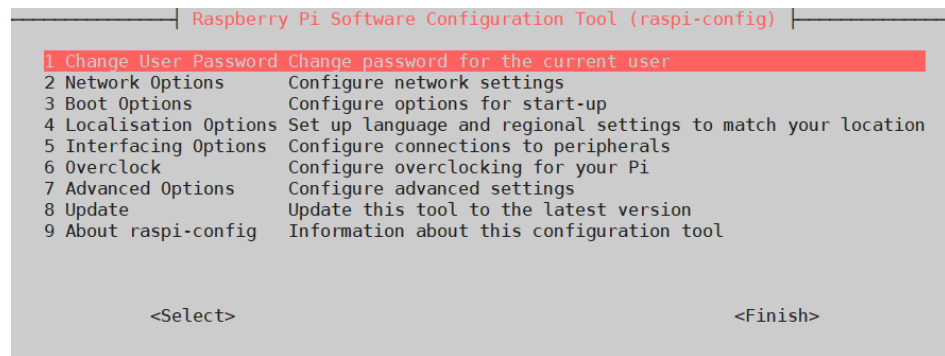 Raspberry Pi Software Configuration Tool (raspi-config)
1 Change User Password Change password for the current user
2 Network Options Configure network settings
3 Boot Options Configure options for start-up
4 Localisation Options Set up language and regional settings to match your location
5 Interfacing Options Configure connections to peripherals
6 Overclock Configure overclocking for your Pi
7 Advanced Options Configure advanced settings
8 Update Update this tool to the latest version
9 About raspi-config Information about this configuration tool
<Select> <Finish>